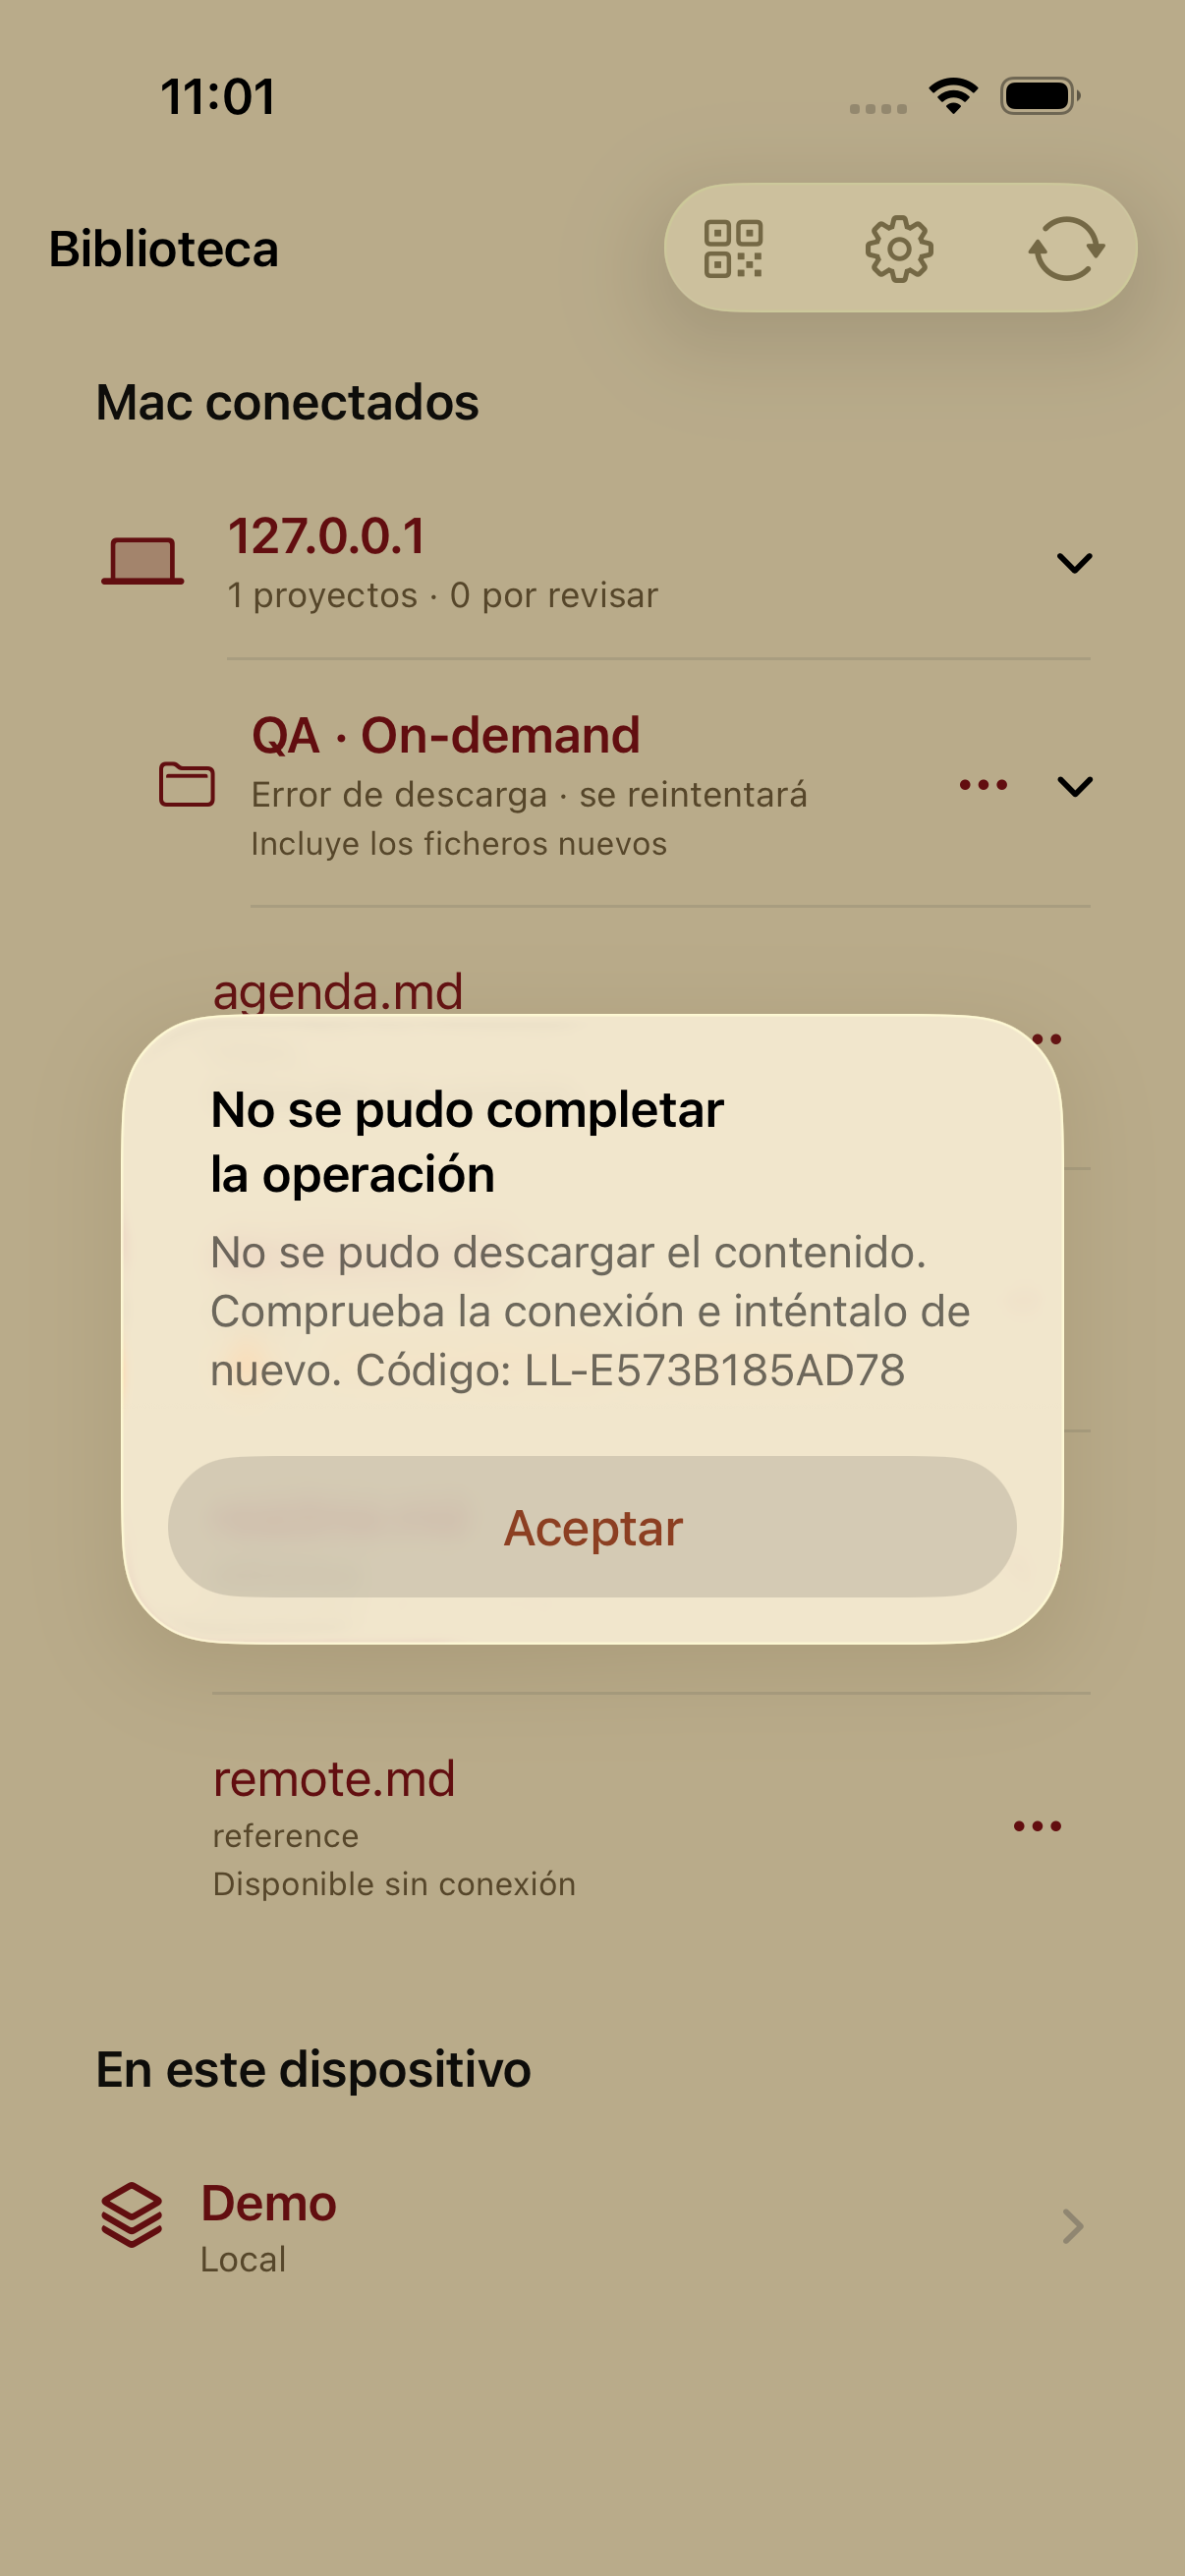 11:01
Biblioteca
Mac conectados
127.0.0.1
1 proyectos · 0 por revisar
QA · On-demand
Error de descarga · se reintentará
Incluye los ficheros nuevos
agenda.md
No se pudo completar
la operación
No se pudo descargar el contenido.
Comprueba la conexión e inténtalo de
nuevo. Código: LL-E573B185AD78
Aceptar
remote.md
reference
Disponible sin conexión
En este dispositivo
Demo
Local